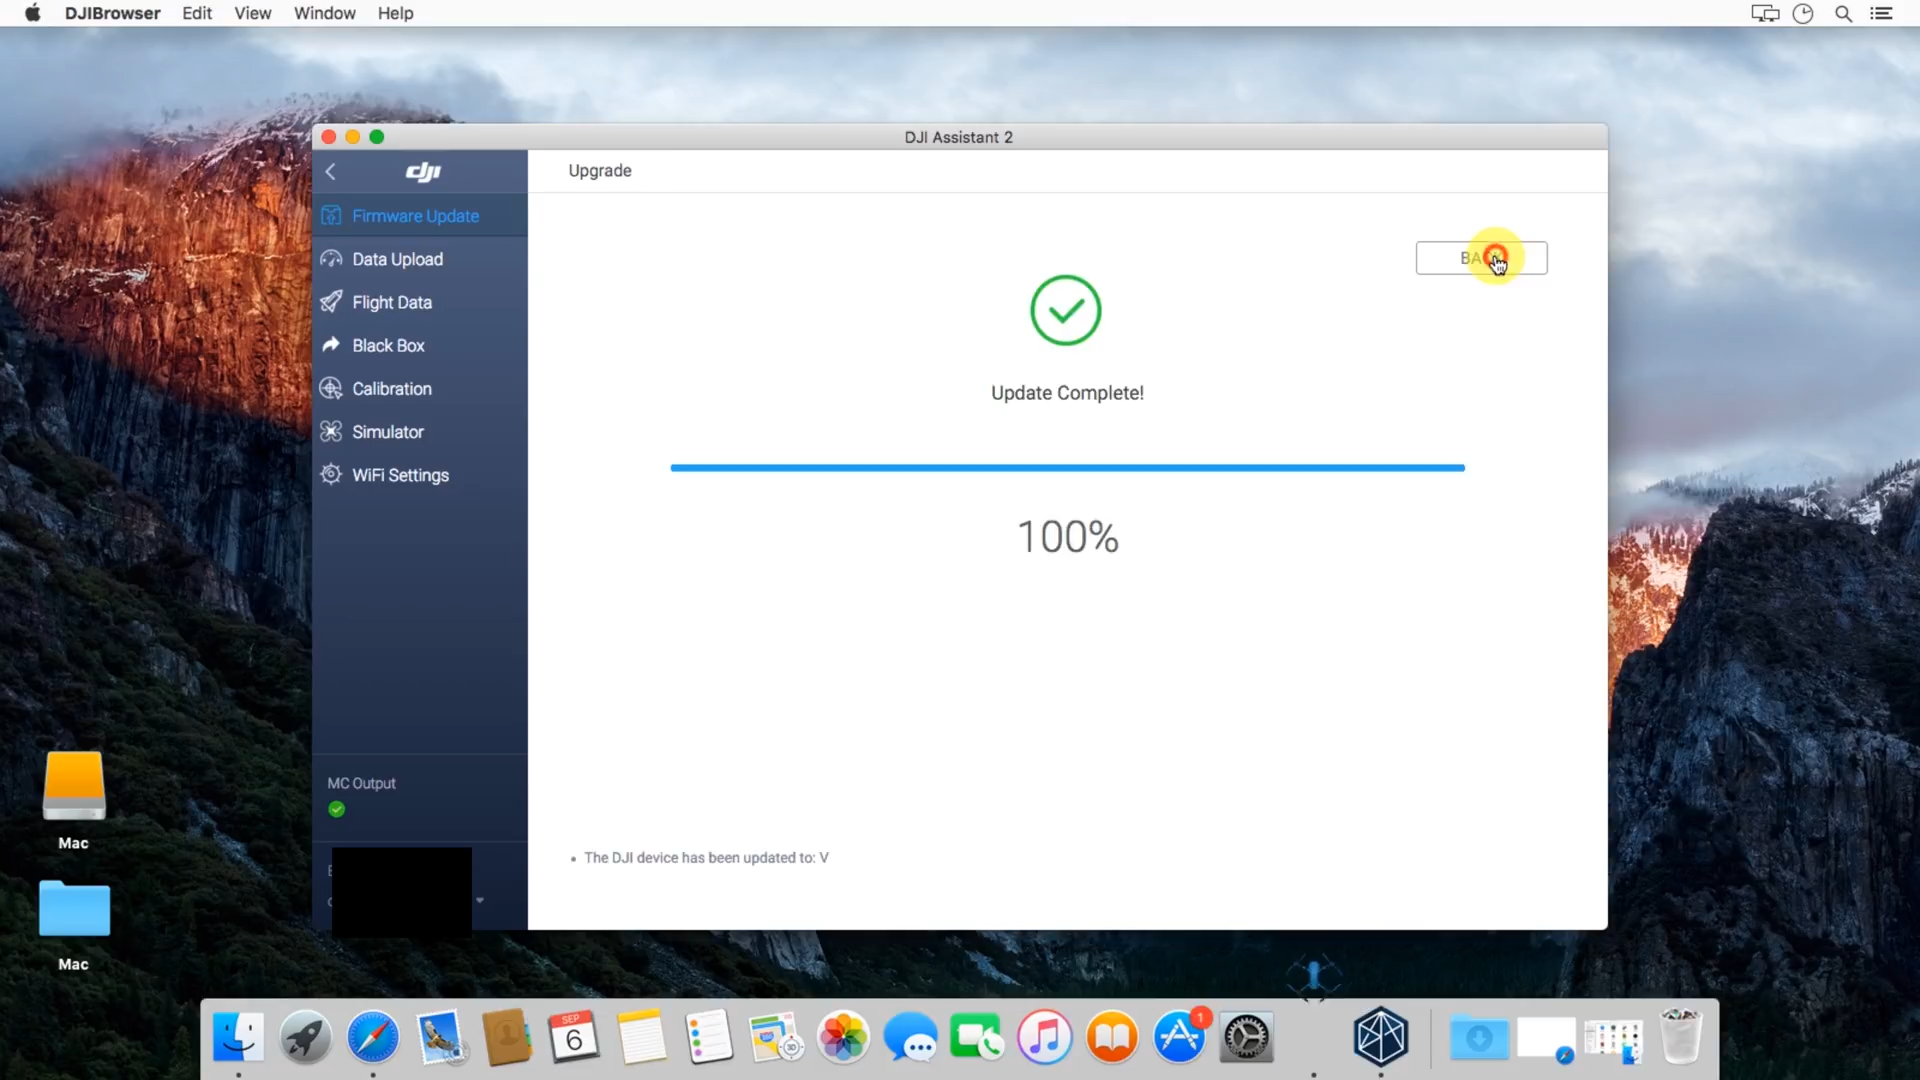 DJIBrowser Edit View Window Help
DJI Assistant 2
dji
Upgrade
Firmware Update
Data Upload
Flight Data
Black Box
Calibration
Simulator
WiFi Settings
Update Complete!
100%
MC Output
The DJI device has been updated to: V
Mac
Mac
SEP
6
1